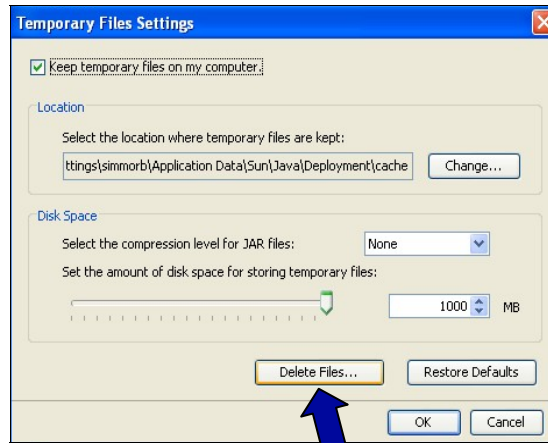 Temporary Files Settings
Keep temporary files on my computer.
Location
Select the location where temporary files are kept:
ttings\simmorb\Application Data\Sun\Java\Deployment\cache
Change...
Disk Space
Select the compression level for JAR files:
None
Set the amount of disk space for storing temporary files:
1000 MB
Delete Files...
Restore Defaults
OK
Cancel